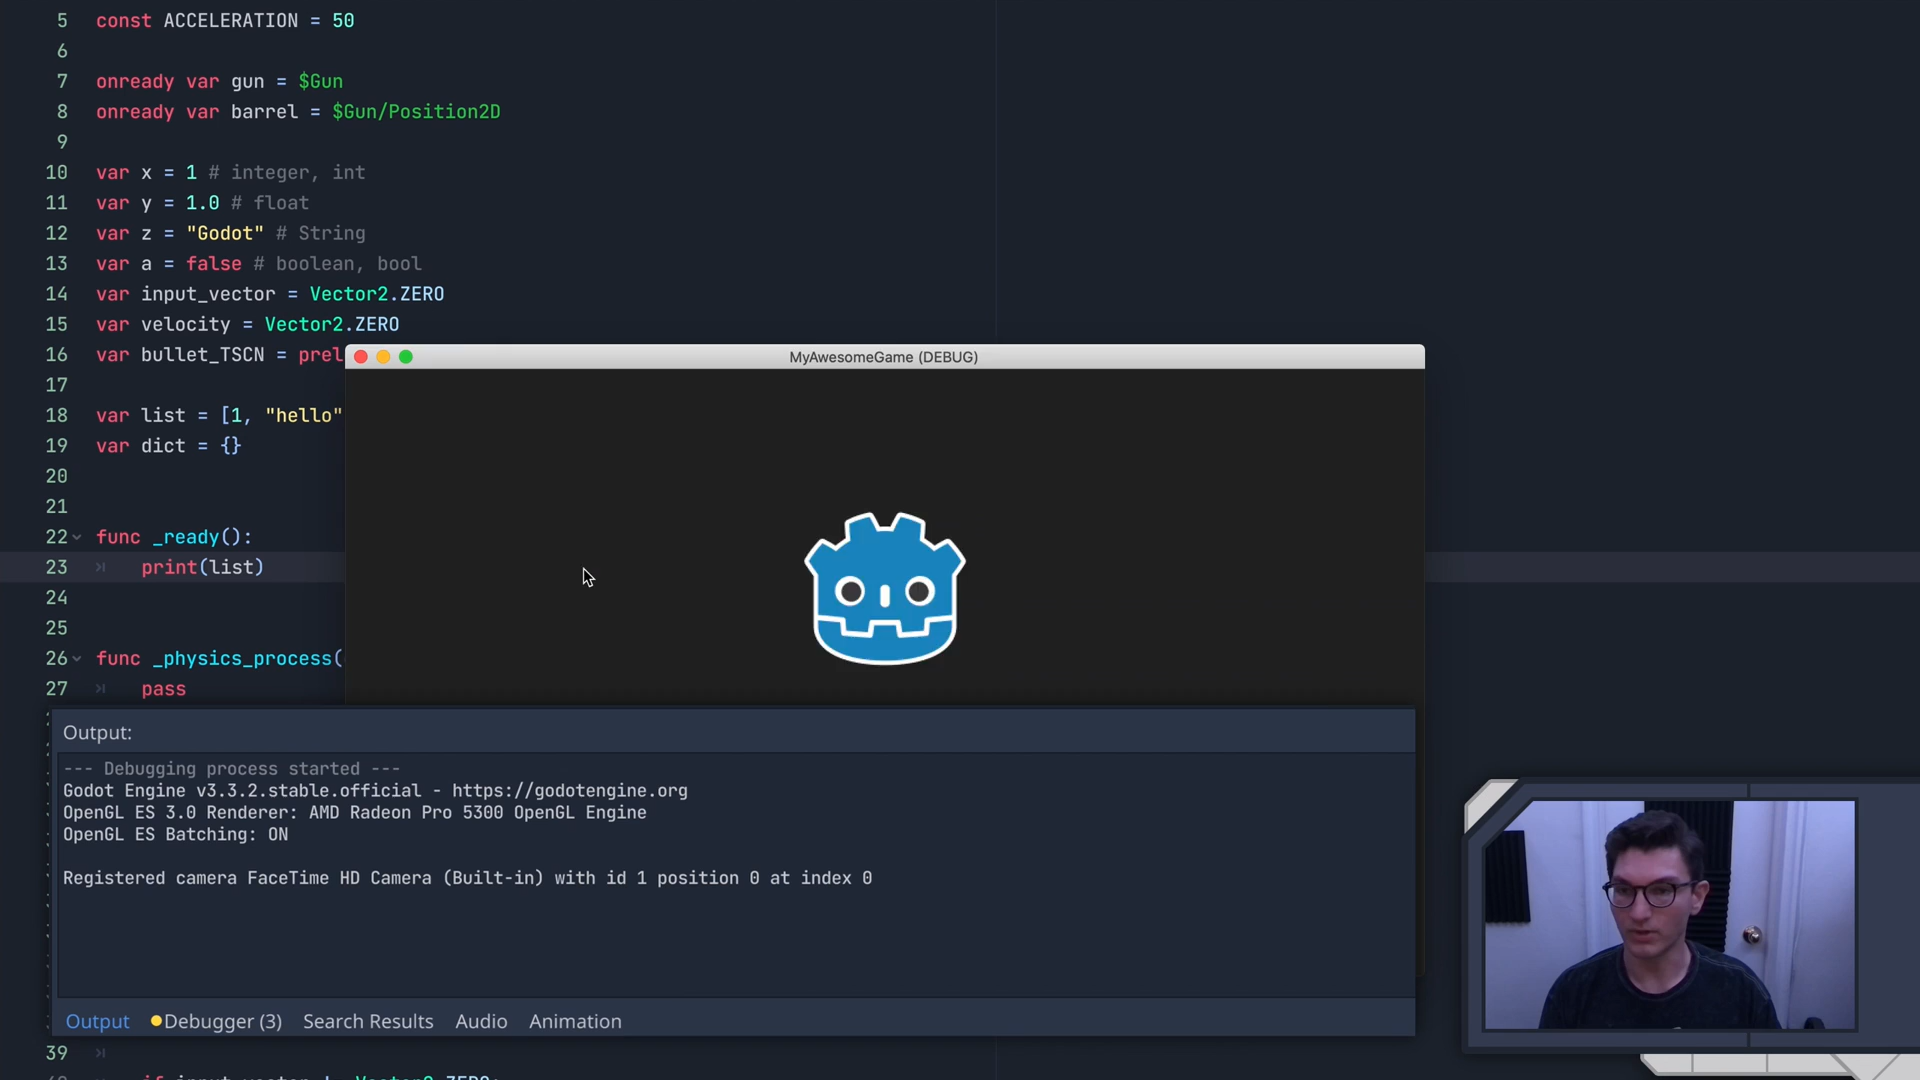 5 const ACCELERATION = 50
6
7 onready var gun = $Gun
8 onready var barrel = $Gun/Position2D
9
10 var x = 1 # integer, int
11 var y = 1.0 # float
12 var z = "Godot" # String
13 var a = false # boolean, bool
14 var input_vector = Vector2.ZERO
15 var velocity = Vector2.ZERO
16 var bullet_TSCN = prel
MyAwesomeGame (DEBUG)
17
18 var list = [1, "hello"
19 var dict = {}
20
21
22 func _ready():
23 print(list)
24
25
26 func _physics_process(
27 pass
Output:
--- Debugging process started ---
Godot Engine v3.3.2.stable.official - https://godotengine.org
OpenGL ES 3.0 Renderer: AMD Radeon Pro 5300 OpenGL Engine
OpenGL ES Batching: ON
Registered camera FaceTime HD Camera (Built-in) with id 1 position 0 at index 0
Output Debugger (3) Search Results Audio Animation
39